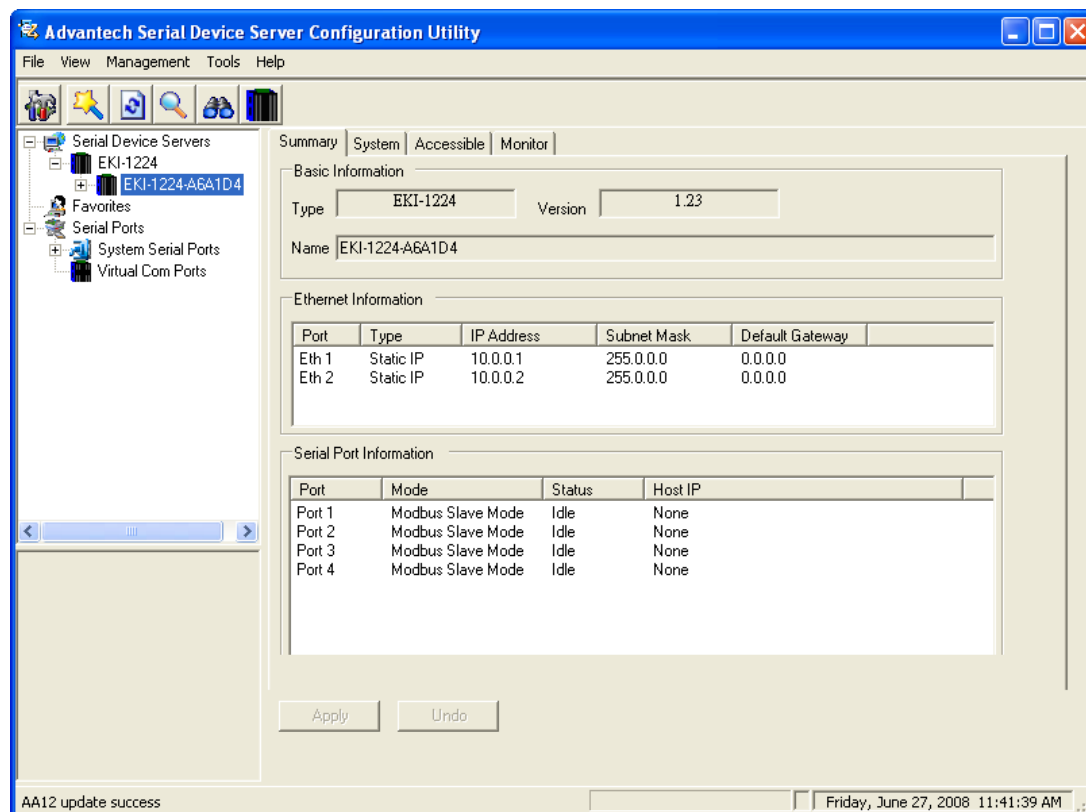 Advantech Serial Device Server Configuration Utility
File View Management Tools Help
Serial Device Servers
EKI-1224
EKI-1224-A6A1D4
Favorites
Serial Ports
System Serial Ports
Virtual Com Ports
Summary System Accessible Monitor
Basic Information
Type EKI-1224 Version 1.23
Name EKI-1224-A6A1D4
Ethernet Information
Port Type IP Address Subnet Mask Default Gateway
Eth 1 Static IP 10.0.0.1 255.0.0.0 0.0.0.0
Eth 2 Static IP 10.0.0.2 255.0.0.0 0.0.0.0
Serial Port Information
Port Mode Status Host IP
Port 1 Modbus Slave Mode Idle None
Port 2 Modbus Slave Mode Idle None
Port 3 Modbus Slave Mode Idle None
Port 4 Modbus Slave Mode Idle None
Apply Undo
AA12 update success Friday, June 27, 2008 11:41:39 AM